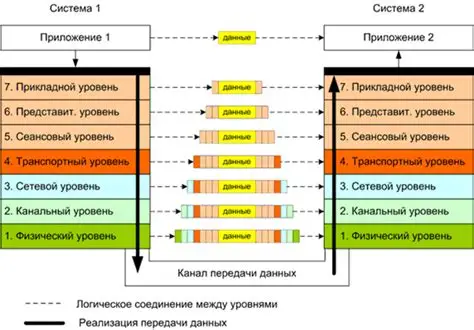 Система 1
Система 2
Приложение 1
данные
Приложение 2
7. Прикладной уровень
данные
7. Прикладной уровень
6. Представит. уровень
данные
6. Представит. уровень
5. Сеансовый уровень
данные
5. Сеансовый уровень
4. Транспортный уровень
данные
4. Транспортный уровень
3. Сетевой уровень
данные
3. Сетевой уровень
2. Канальный уровень
данные
2. Канальный уровень
1. Физический уровень
данные
1. Физический уровень
Канал передачи данных
Логическое соединение между уровнями
Реализация передачи данных